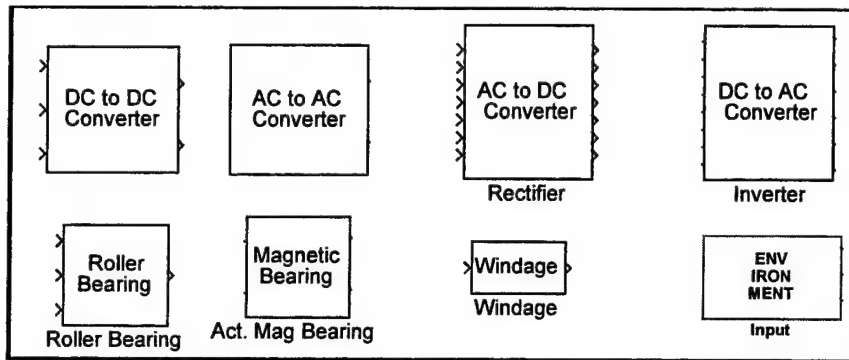 DC to DC
Converter
AC to AC
Converter
AC to DC
Converter
Rectifier
DC to AC
Converter
Inverter
Roller
Bearing
Roller Bearing
Magnetic
Bearing
Act. Mag Bearing
Windage
Windage
ENV
IRON
MENT
Input